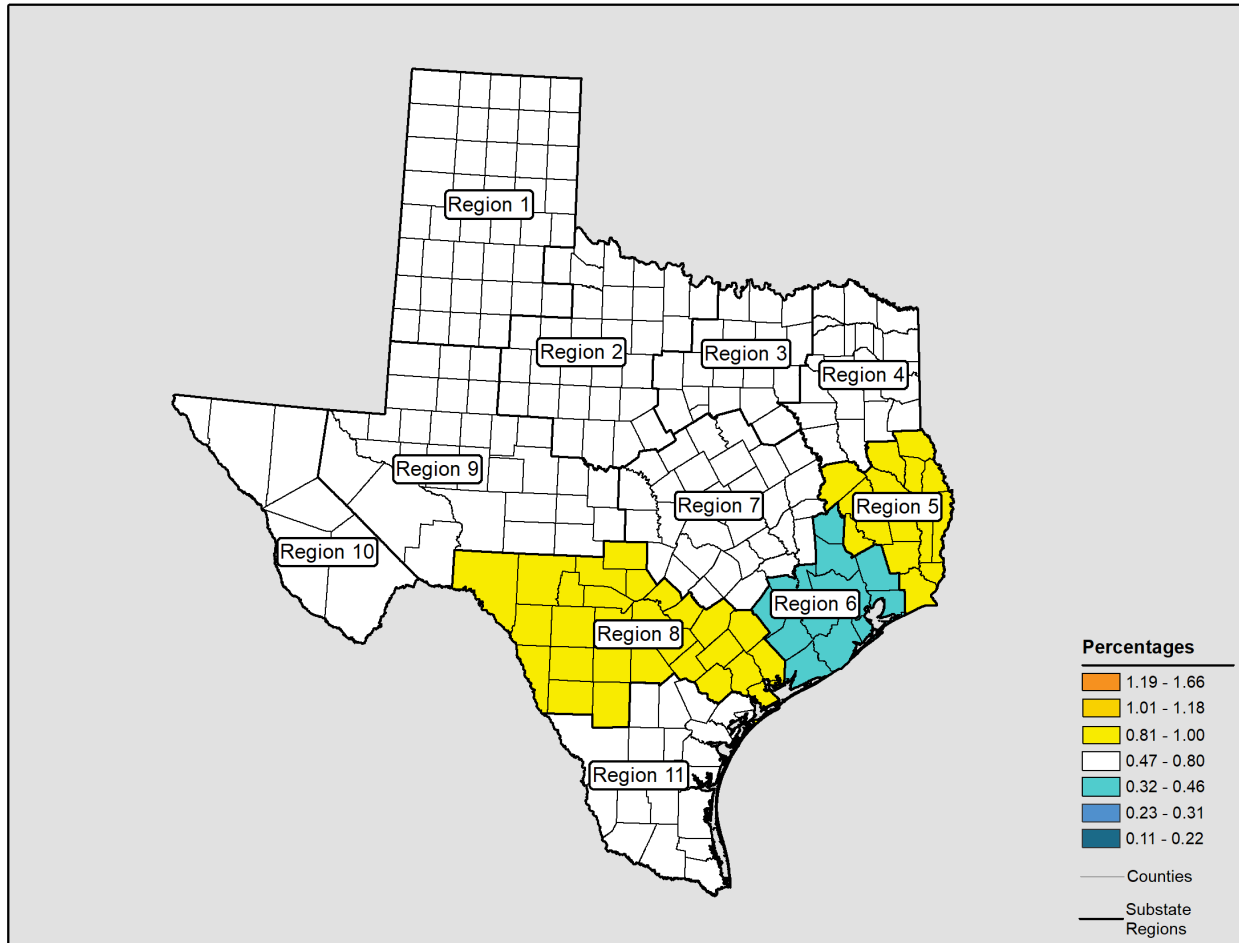 Region 1
Region 2
Region 3
Region 4
Region 9
Region 7
Region 5
Region 10
Region 6
Region 8
Region 11
Percentages
1.19 - 1.66
1.01 - 1.18
0.81 - 1.00
0.47 - 0.80
0.32 - 0.46
0.23 - 0.31
0.11 - 0.22
Counties
Substate
Regions